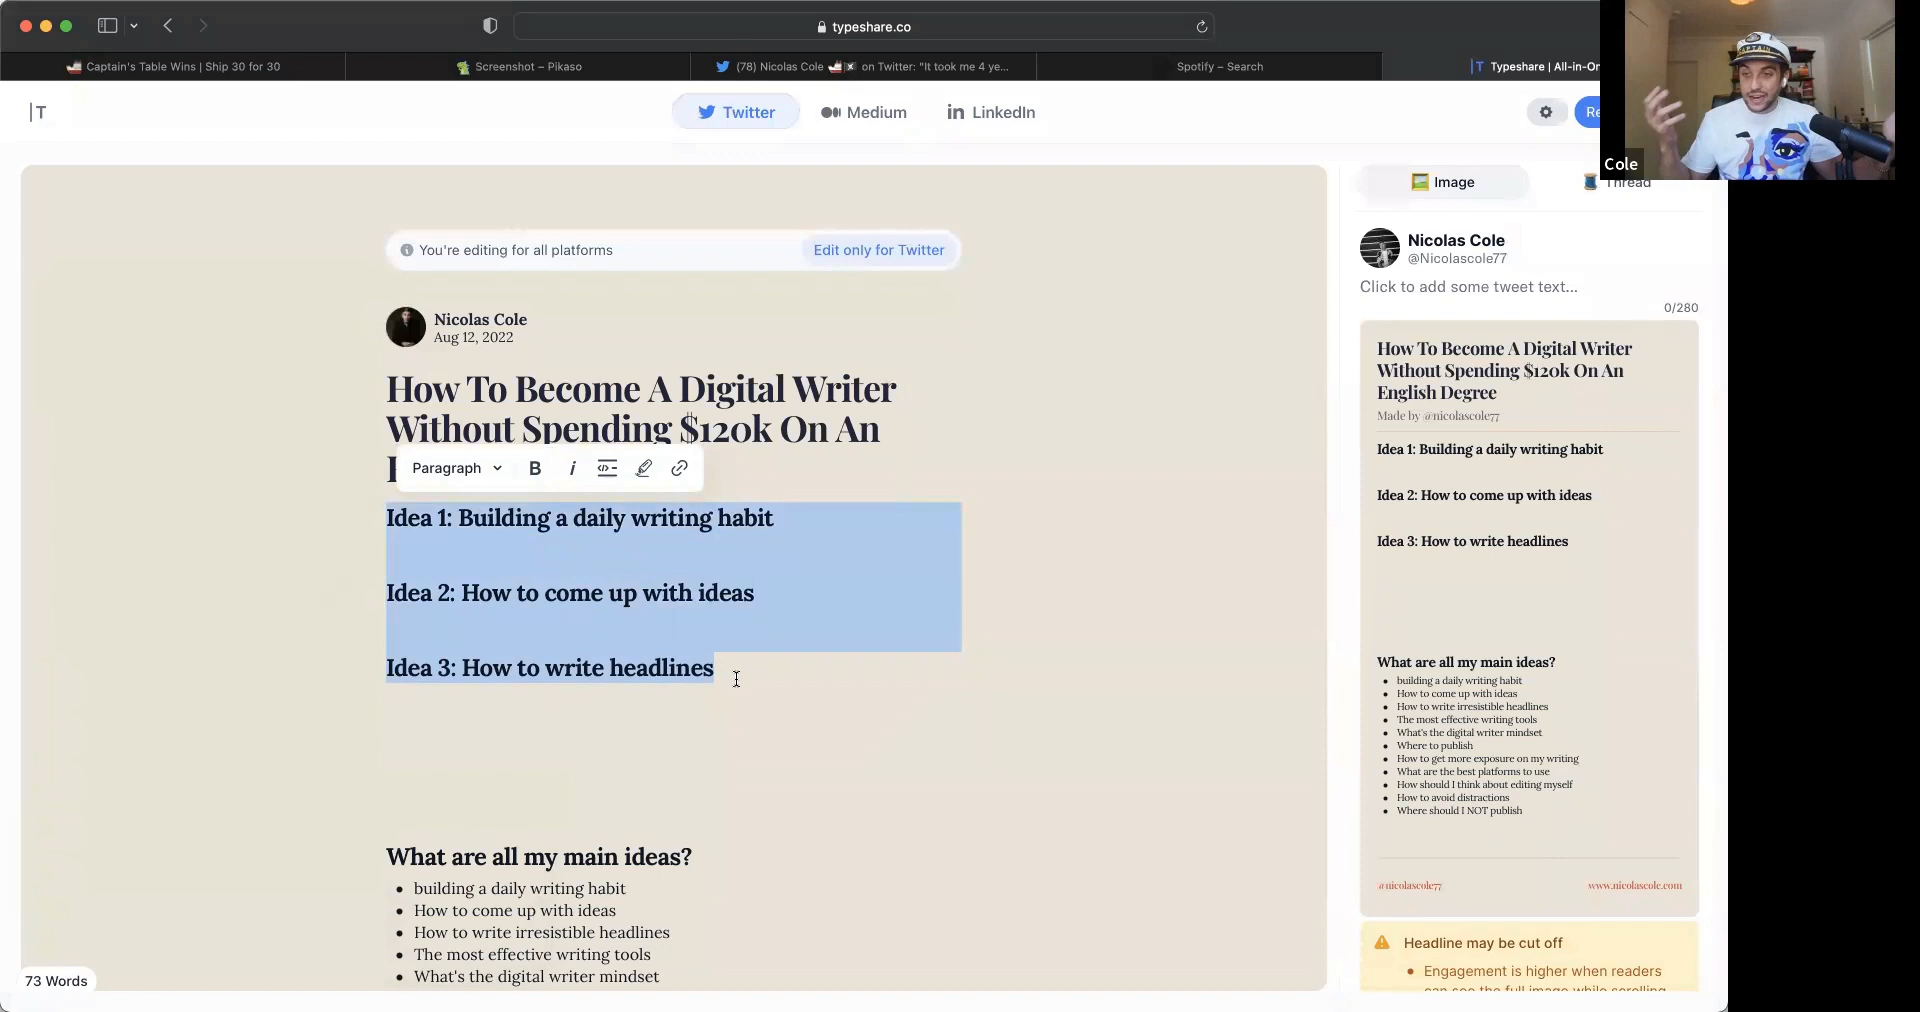 typeshare.co
Captain's Table Wins | Ship 30 for 30
Screenshot – Pikaso
(78) Nicolas Cole on Twitter: "It took me 4 ye...
Spotify – Search
Typeshare | All-in-On
|T
Twitter
Medium
LinkedIn
Re
CAPTAIN
Cole
Image
Thread
You're editing for all platforms
Edit only for Twitter
Nicolas Cole
Aug 12, 2022
How To Become A Digital Writer
Without Spending $120k On An
Paragraph
B
i
Idea 1: Building a daily writing habit
Idea 2: How to come up with ideas
Idea 3: How to write headlines
What are all my main ideas?
• building a daily writing habit
• How to come up with ideas
• How to write irresistible headlines
• The most effective writing tools
• What's the digital writer mindset
73 Words
Nicolas Cole
@Nicolascole77
Click to add some tweet text...
0/280
How To Become A Digital Writer
Without Spending $120k On An
English Degree
Made by @nicolascole77
Idea 1: Building a daily writing habit
Idea 2: How to come up with ideas
Idea 3: How to write headlines
What are all my main ideas?
• building a daily writing habit
• How to come up with ideas
• How to write irresistible headlines
• The most effective writing tools
• What's the digital writer mindset
• Where to publish
• How to get more exposure on my writing
• What are the best platforms to use
• How should I think about editing myself
• How to avoid distractions
• Where should I NOT publish
@nicolascole77
www.nicolascole.com
Headline may be cut off
• Engagement is higher when readers
can see the full image while scrolling